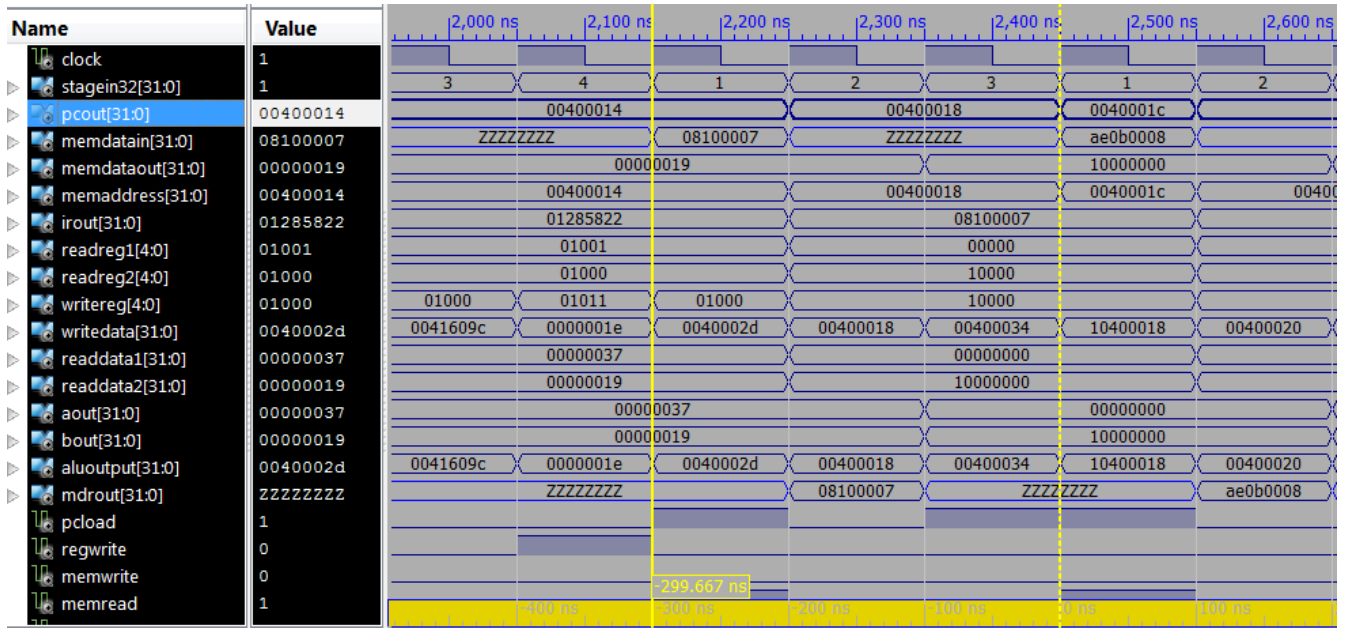 Name Value 2,000 ns 2,100 ns 2,200 ns 2,300 ns 2,400 ns 2,500 ns 2,600 ns
clock 1
stagein32[31:0] 1 3 4 1 2 3 1 2
pcout[31:0] 00400014 00400014 00400018 0040001c
memdatain[31:0] 08100007 ZZZZZZZZ 08100007 ZZZZZZZZ ae0b0008
memdataout[31:0] 00000019 00000019 10000000
memaddress[31:0] 00400014 00400014 00400018 0040001c 0040
irout[31:0] 01285822 01285822 08100007
readreg1[4:0] 01001 01001 00000
readreg2[4:0] 01000 01000 10000
writereg[4:0] 01000 01000 01011 01000 10000
writedata[31:0] 0040002d 0041609c 0000001e 0040002d 00400018 00400034 10400018 00400020
readdata1[31:0] 00000037 00000037 00000000
readdata2[31:0] 00000019 00000019 10000000
aout[31:0] 00000037 00000037 00000000
bout[31:0] 00000019 00000019 10000000
aluoutput[31:0] 0040002d 0041609c 0000001e 0040002d 00400018 00400034 10400018 00400020
mdrout[31:0] ZZZZZZZZ ZZZZZZZZ 08100007 ZZZZZZZZ ae0b0008
pcload 1
regwrite 0
memwrite 0 -299.667 ns
memread 1 -400 ns -300 ns -200 ns -100 ns 0 ns 100 ns